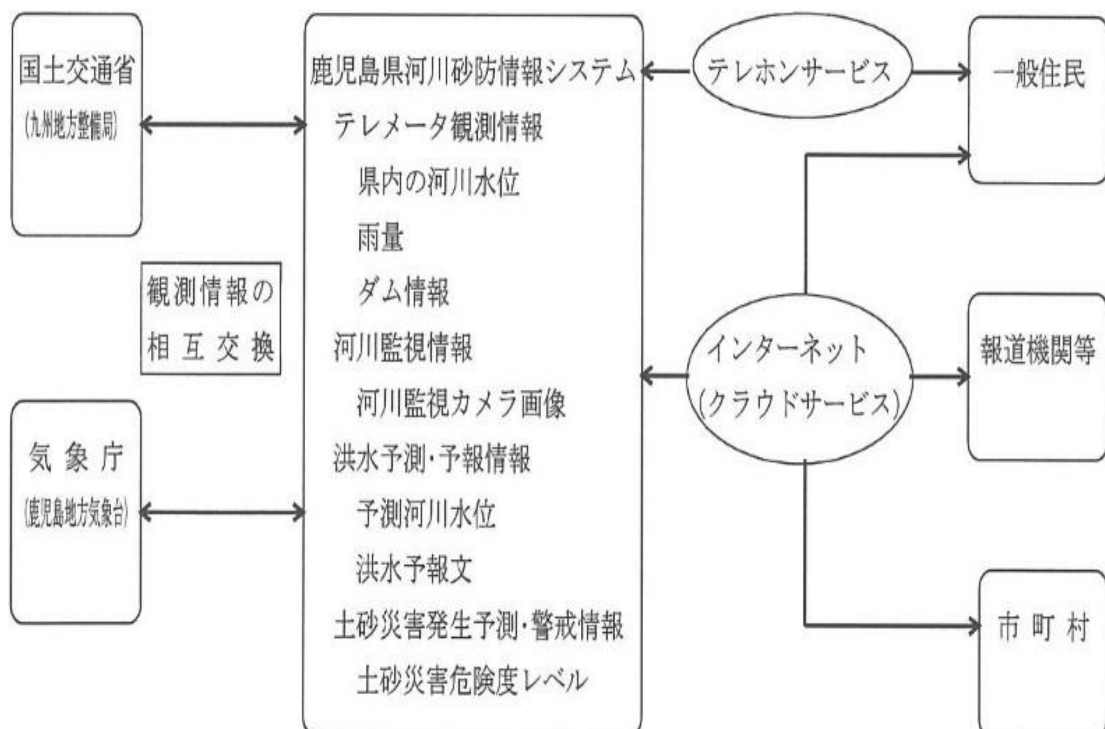 国土交通省
(九州地方整備局)
観測情報の
相互交換
気象庁
(鹿児島地方気象台)
鹿児島県河川砂防情報システム
テレメータ観測情報
県内の河川水位
雨量
ダム情報
河川監視情報
河川監視カメラ画像
洪水予測・予報情報
予測河川水位
洪水予報文
土砂災害発生予測・警戒情報
土砂災害危険度レベル
テレホンサービス
インターネット
(クラウドサービス)
一般住民
報道機関等
市町村